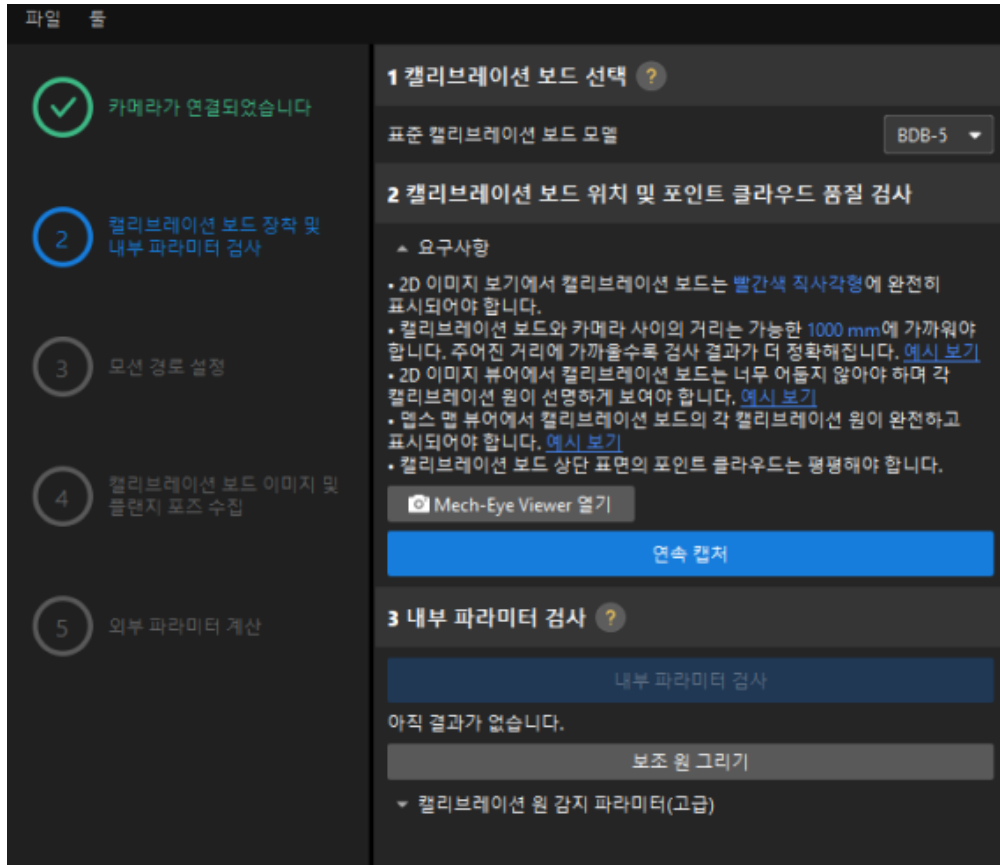 파일 툴
카메라가 연결되었습니다
2
캘리브레이션 보드 장착 및
내부 파라미터 검사
3
모션 경로 설정
4
캘리브레이션 보드 이미지 및
플랜지 포즈 수집
5
외부 파라미터 계산
1 캘리브레이션 보드 선택 ?
표준 캘리브레이션 보드 모델 BDB-5
2 캘리브레이션 보드 위치 및 포인트 클라우드 품질 검사
요구사항
• 2D 이미지 보기에서 캘리브레이션 보드는 빨간색 직사각형에 완전히
표시되어야 합니다.
• 캘리브레이션 보드와 카메라 사이의 거리는 가능한 1000 mm에 가까워야
합니다. 주어진 거리에 가까울수록 검사 결과가 더 정확해집니다. 예시 보기
• 2D 이미지 뷰어에서 캘리브레이션 보드는 너무 어둡지 않아야 하며 각
캘리브레이션 원이 선명하게 보여야 합니다. 예시 보기
• 뎁스 맵 뷰어에서 캘리브레이션 보드의 각 캘리브레이션 원이 완전하고
표시되어야 합니다. 예시 보기
• 캘리브레이션 보드 상단 표면의 포인트 클라우드는 평평해야 합니다.
Mech-Eye Viewer 열기
연속 캡처
3 내부 파라미터 검사 ?
내부 파라미터 검사
아직 결과가 없습니다.
보조 원 그리기
캘리브레이션 원 감지 파라미터(고급)